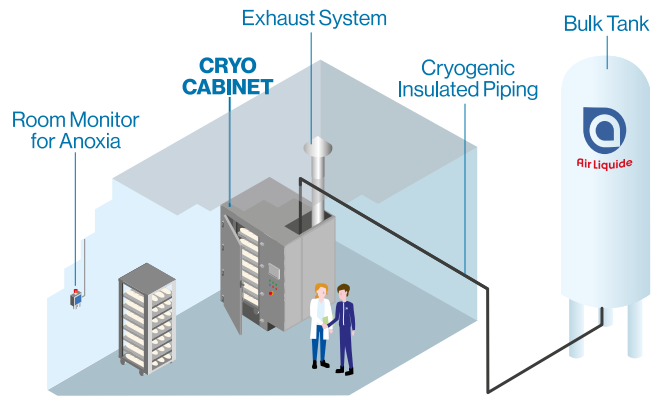 Exhaust System
Bulk Tank
CRYO
CABINET
Cryogenic
Insulated Piping
Room Monitor
for Anoxia
Air Liquide